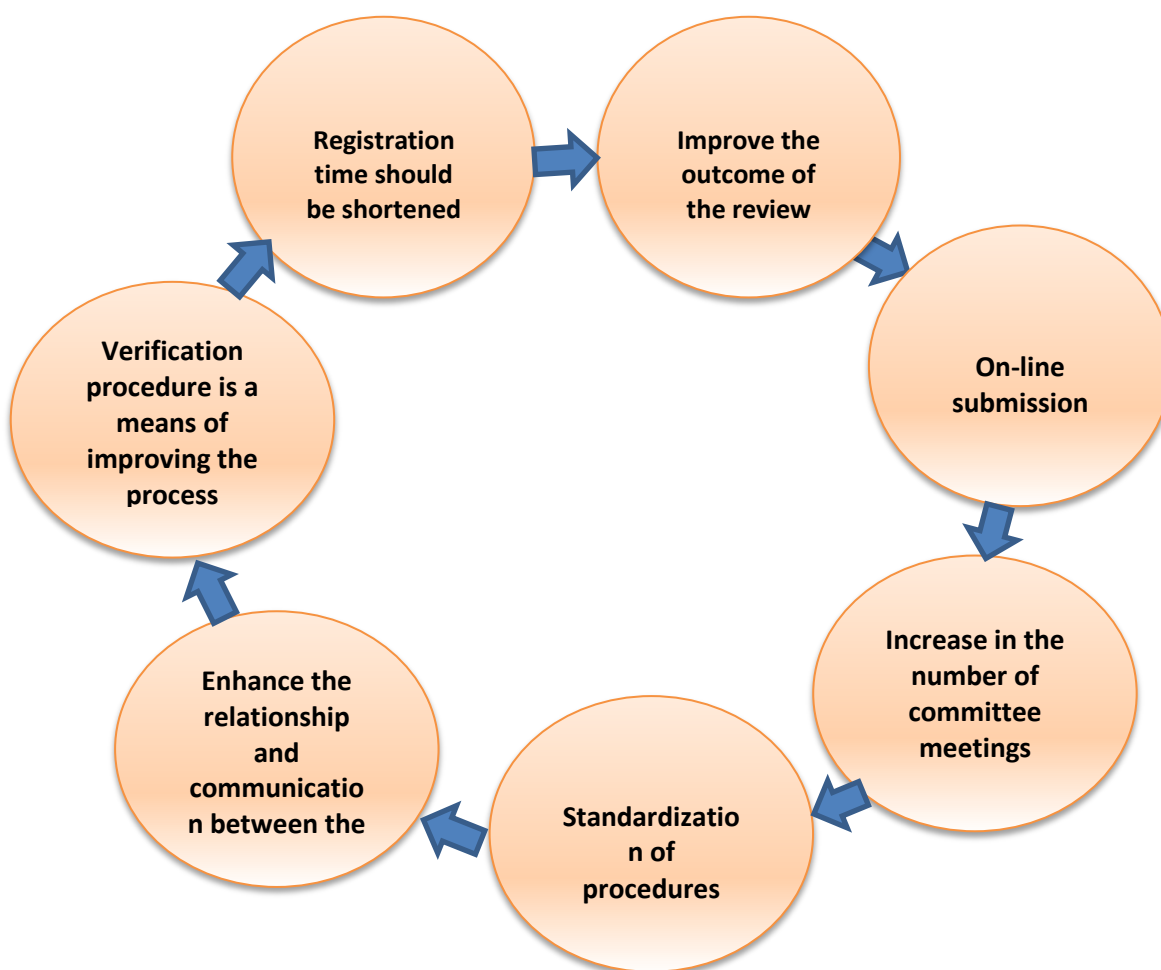 Registration
time should
be shortened
Improve the
outcome of
the review
On-line
submission
Increase in the
number of
committee
meetings
Standardizatio
n of
procedures
Enhance the
relationship
and
communicatio
n between the
Verification
procedure is a
means of
improving the
process